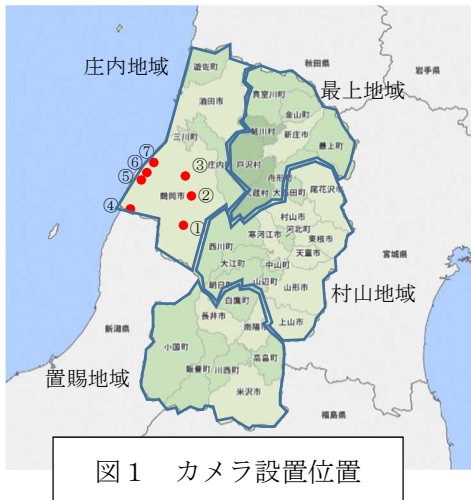 庄内地域
秋田県
岩手県
遊佐町
最上地域
真室川町
酒田市
金山町
鮭川村
新庄市
三川町
最上町
⑦
⑥
⑤
③
庄内町
戸沢村
舟形町
鶴岡市
②
大蔵村
大石田町
尾花沢市
④
①
村山市
河北町
西川町
寒河江市
東根市
天童市
宮城県
大江町
中山町
朝日町
山辺町
山形市
村山地域
白鷹町
新潟県
長井市
南陽市
上山市
小国町
高畠町
置賜地域
飯豊町
川西町
米沢市
福島県
図1 カメラ設置位置